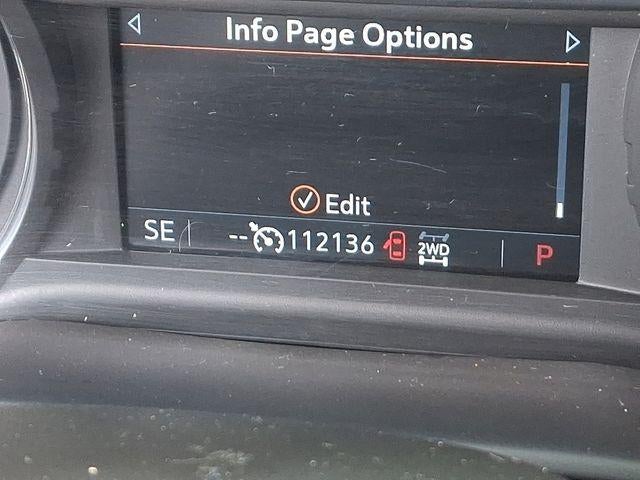 Info Page Options
Edit
SE -- 112136 2WD P